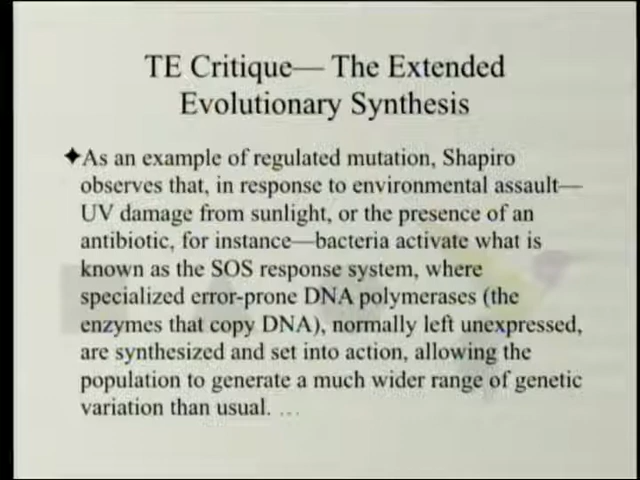 TE Critique— The Extended
Evolutionary Synthesis
✦As an example of regulated mutation, Shapiro
observes that, in response to environmental assault—
UV damage from sunlight, or the presence of an
antibiotic, for instance—bacteria activate what is
known as the SOS response system, where
specialized error-prone DNA polymerases (the
enzymes that copy DNA), normally left unexpressed,
are synthesized and set into action, allowing the
population to generate a much wider range of genetic
variation than usual. …